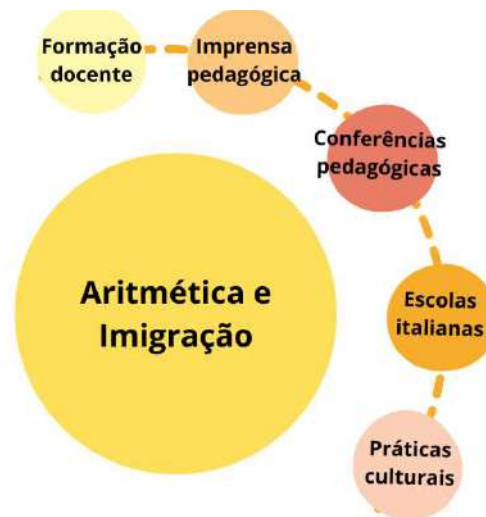 Formação
docente
Imprensa
pedagógica
Conferências
pedagógicas
Aritmética e
Imigração
Escolas
italianas
Práticas
culturais